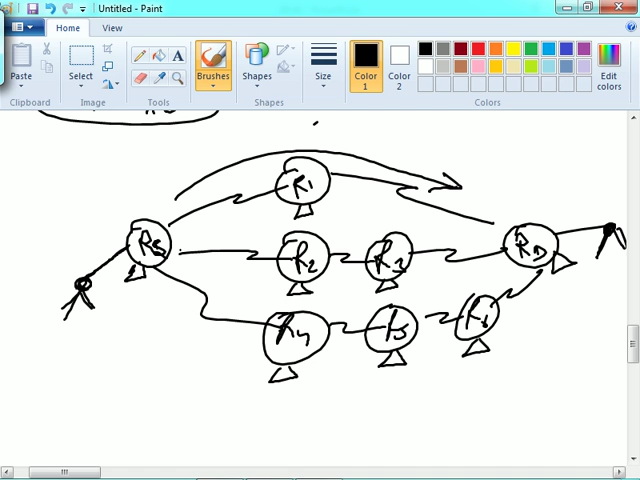 Untitled - Paint
Home View
Paste
Select
Brushes
Shapes
Size
Color 1
Color 2
Edit colors
Clipboard Image Tools Shapes Colors
R1
RS
R2 R3 RD
R4 R5 R6